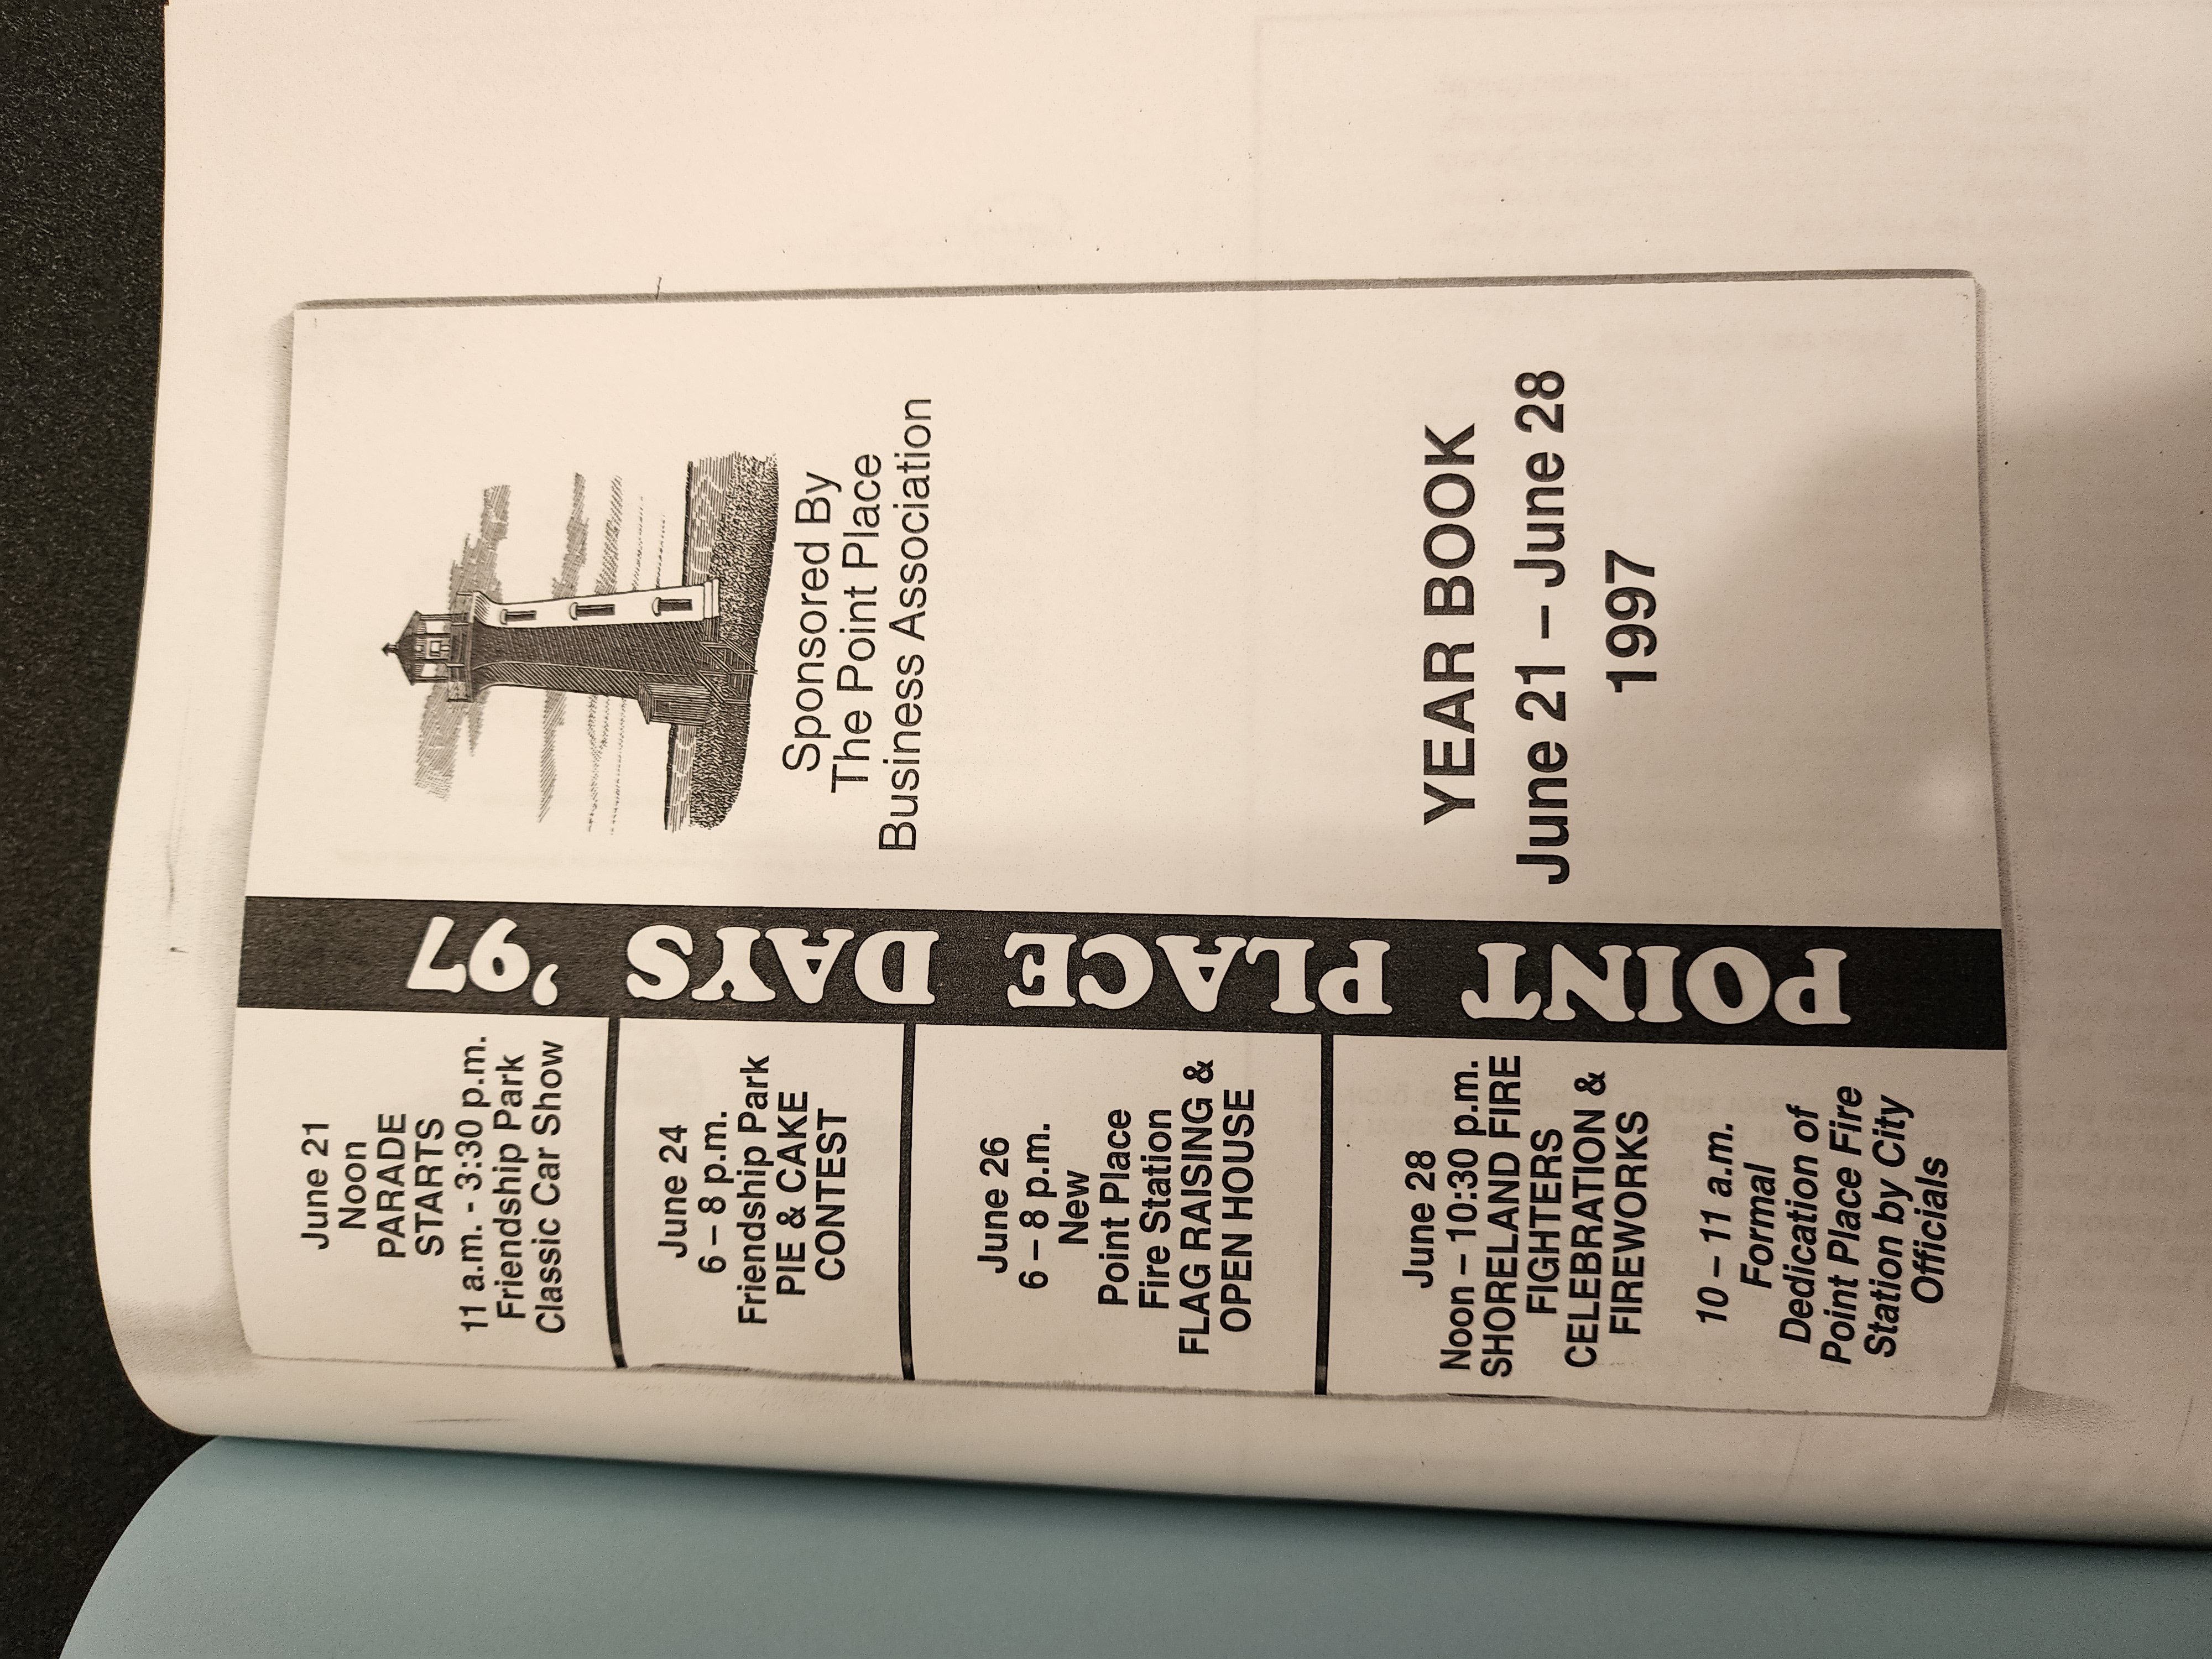 June 21
Noon
PARADE
STARTS
11 a.m. - 3:30 p.m.
Friendship Park
Classic Car Show
June 24
6 – 8 p.m.
Friendship Park
PIE & CAKE
CONTEST
June 26
6 – 8 p.m.
New
Point Place
Fire Station
FLAG RAISING &
OPEN HOUSE
June 28
Noon – 10:30 p.m.
SHORELAND FIRE
FIGHTERS
CELEBRATION &
FIREWORKS
10 – 11 a.m.
Formal
Dedication of
Point Place Fire
Station by City
Officials
POINT PLACE DAYS '97
Sponsored By
The Point Place
Business Association
YEAR BOOK
June 21 – June 28
1997